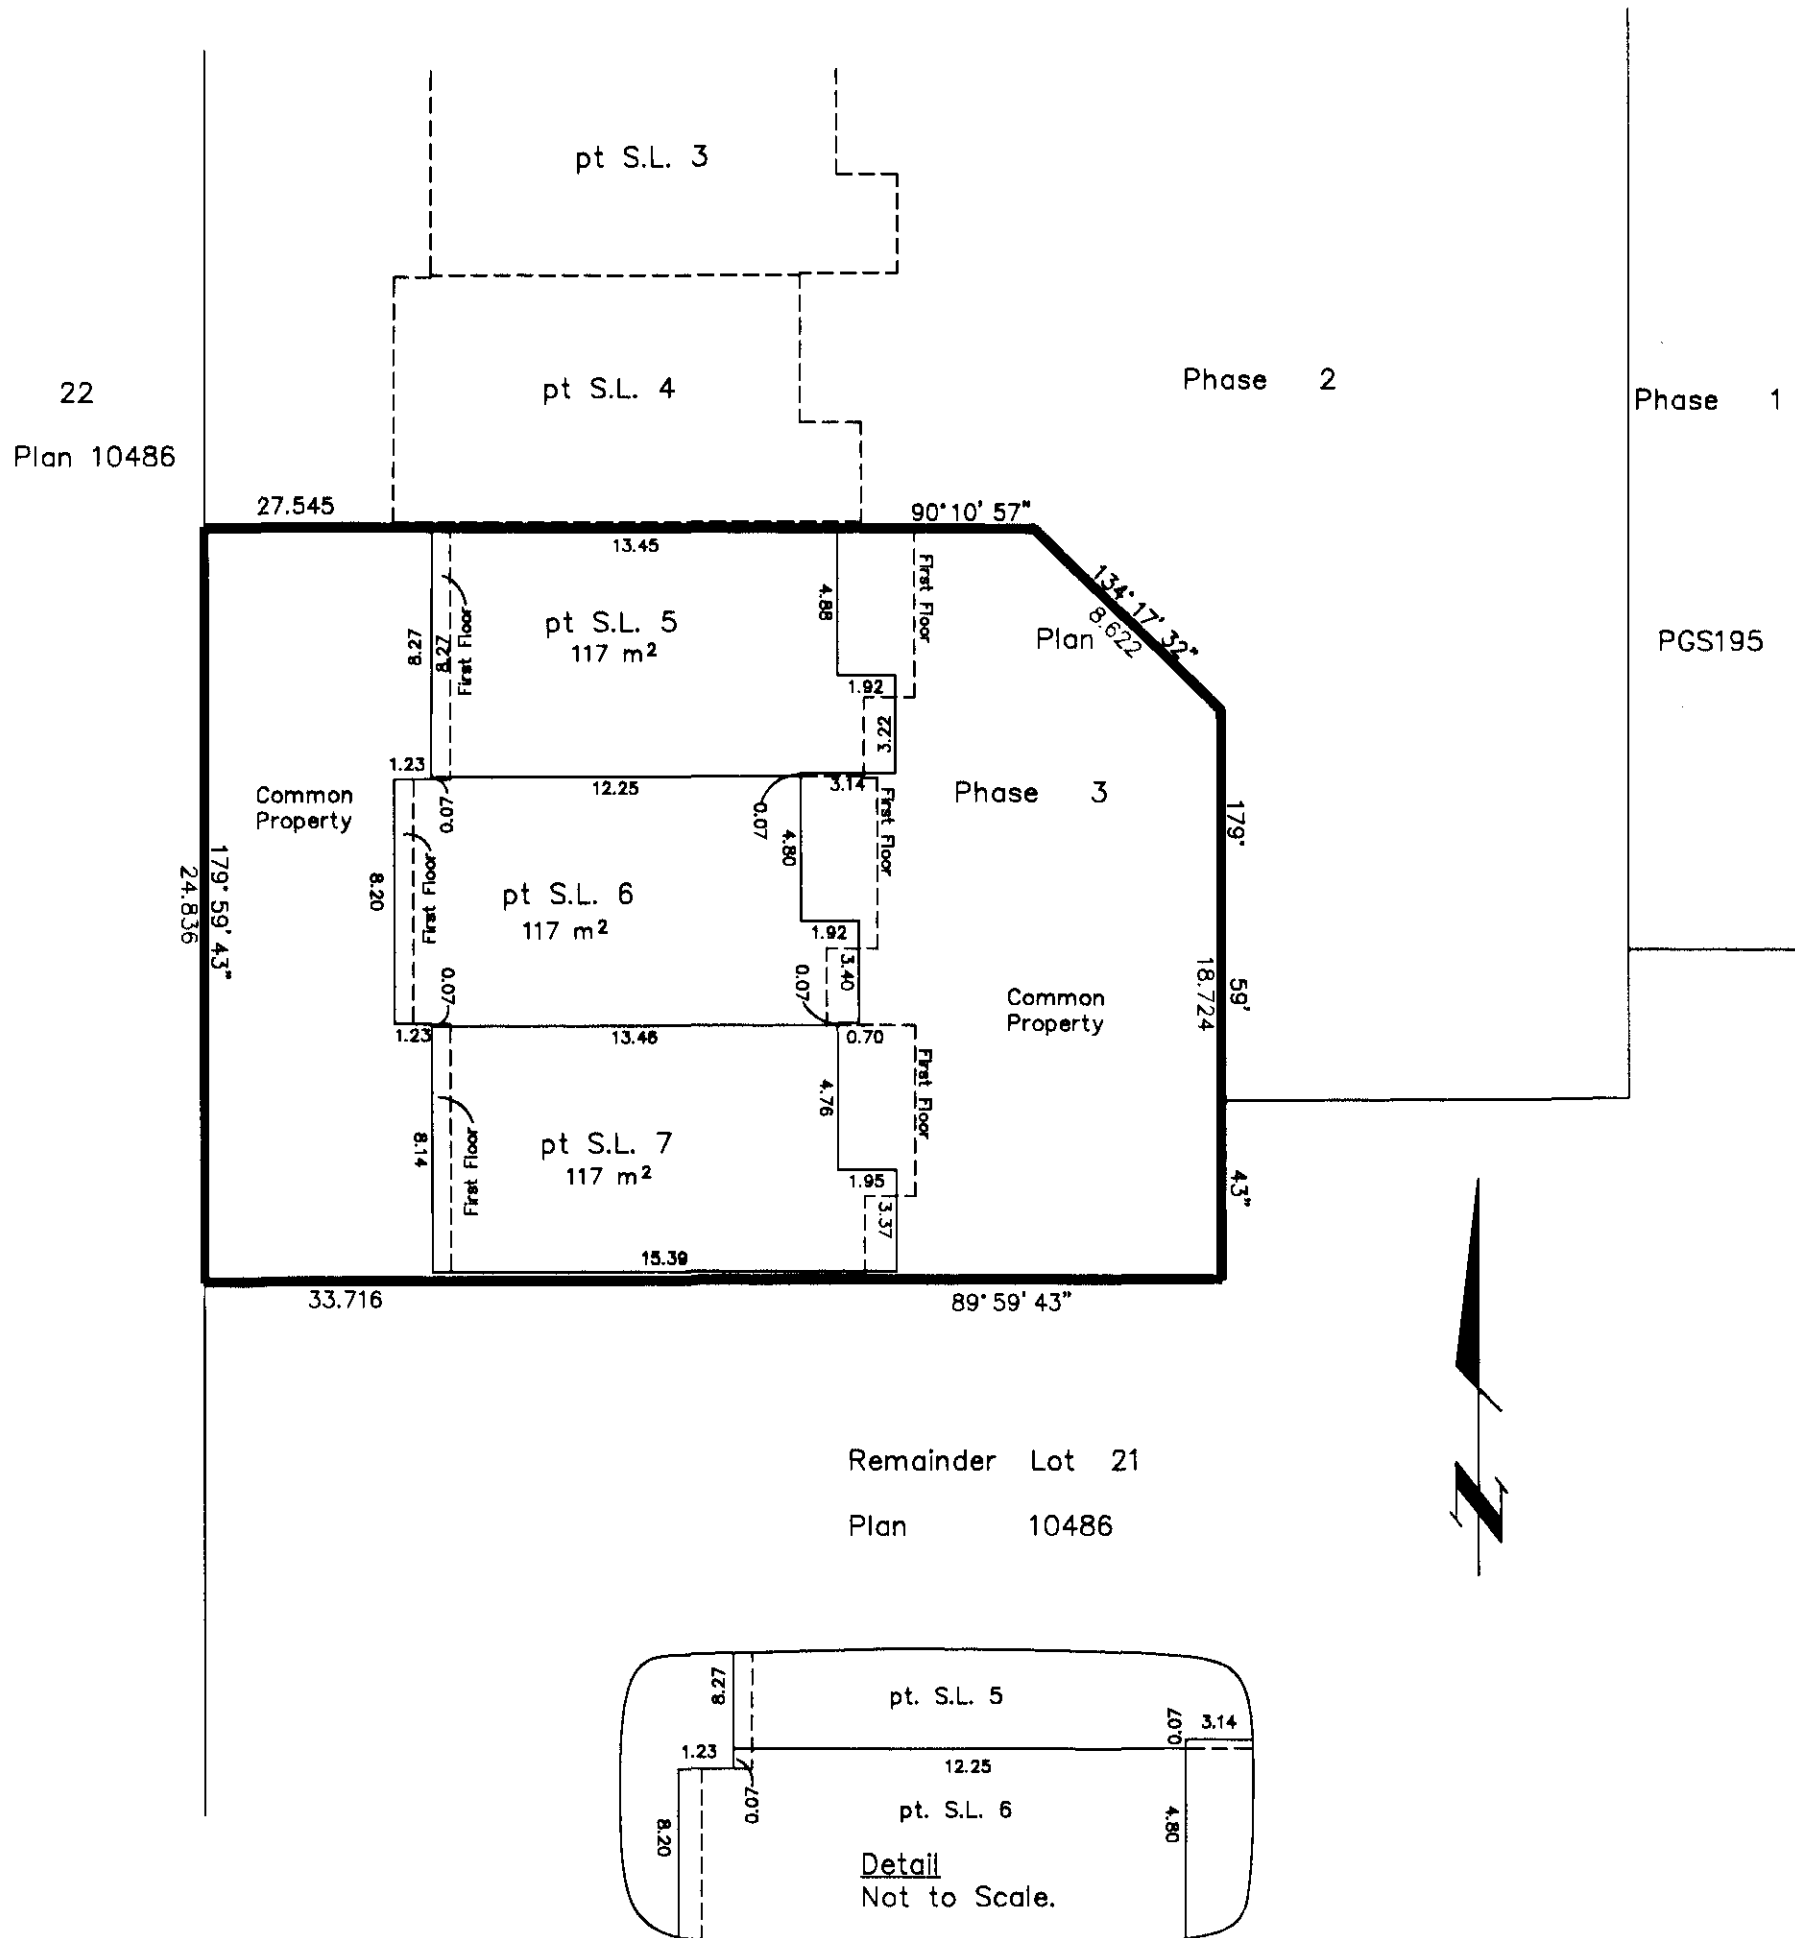 pt S.L. 3
22
Plan 10486
pt S.L. 4
Phase 2
Phase 1
27.545
90°10' 57"
13.45
134°17' 32"
8.622
Plan
PGS195
pt S.L. 5
117 m²
8.27
8.27
First Floor
4.88
First Floor
1.92
3.22
1.23
12.25
3.14
0.07
0.07
Common
Property
Phase 3
First Floor
4.80
179° 59' 43"
24.836
8.20
First Floor
pt S.L. 6
117 m²
1.92
3.40
0.07
0.07
Common
Property
179° 59' 43"
18.724
1.23
13.46
0.70
First Floor
4.76
8.14
First Floor
pt S.L. 7
117 m²
1.95
3.37
15.39
33.716
89° 59' 43"
Remainder Lot 21
Plan 10486
N
8.27
pt. S.L. 5
0.07
3.14
1.23
12.25
0.07
pt. S.L. 6
8.20
4.80
Detail
Not to Scale.